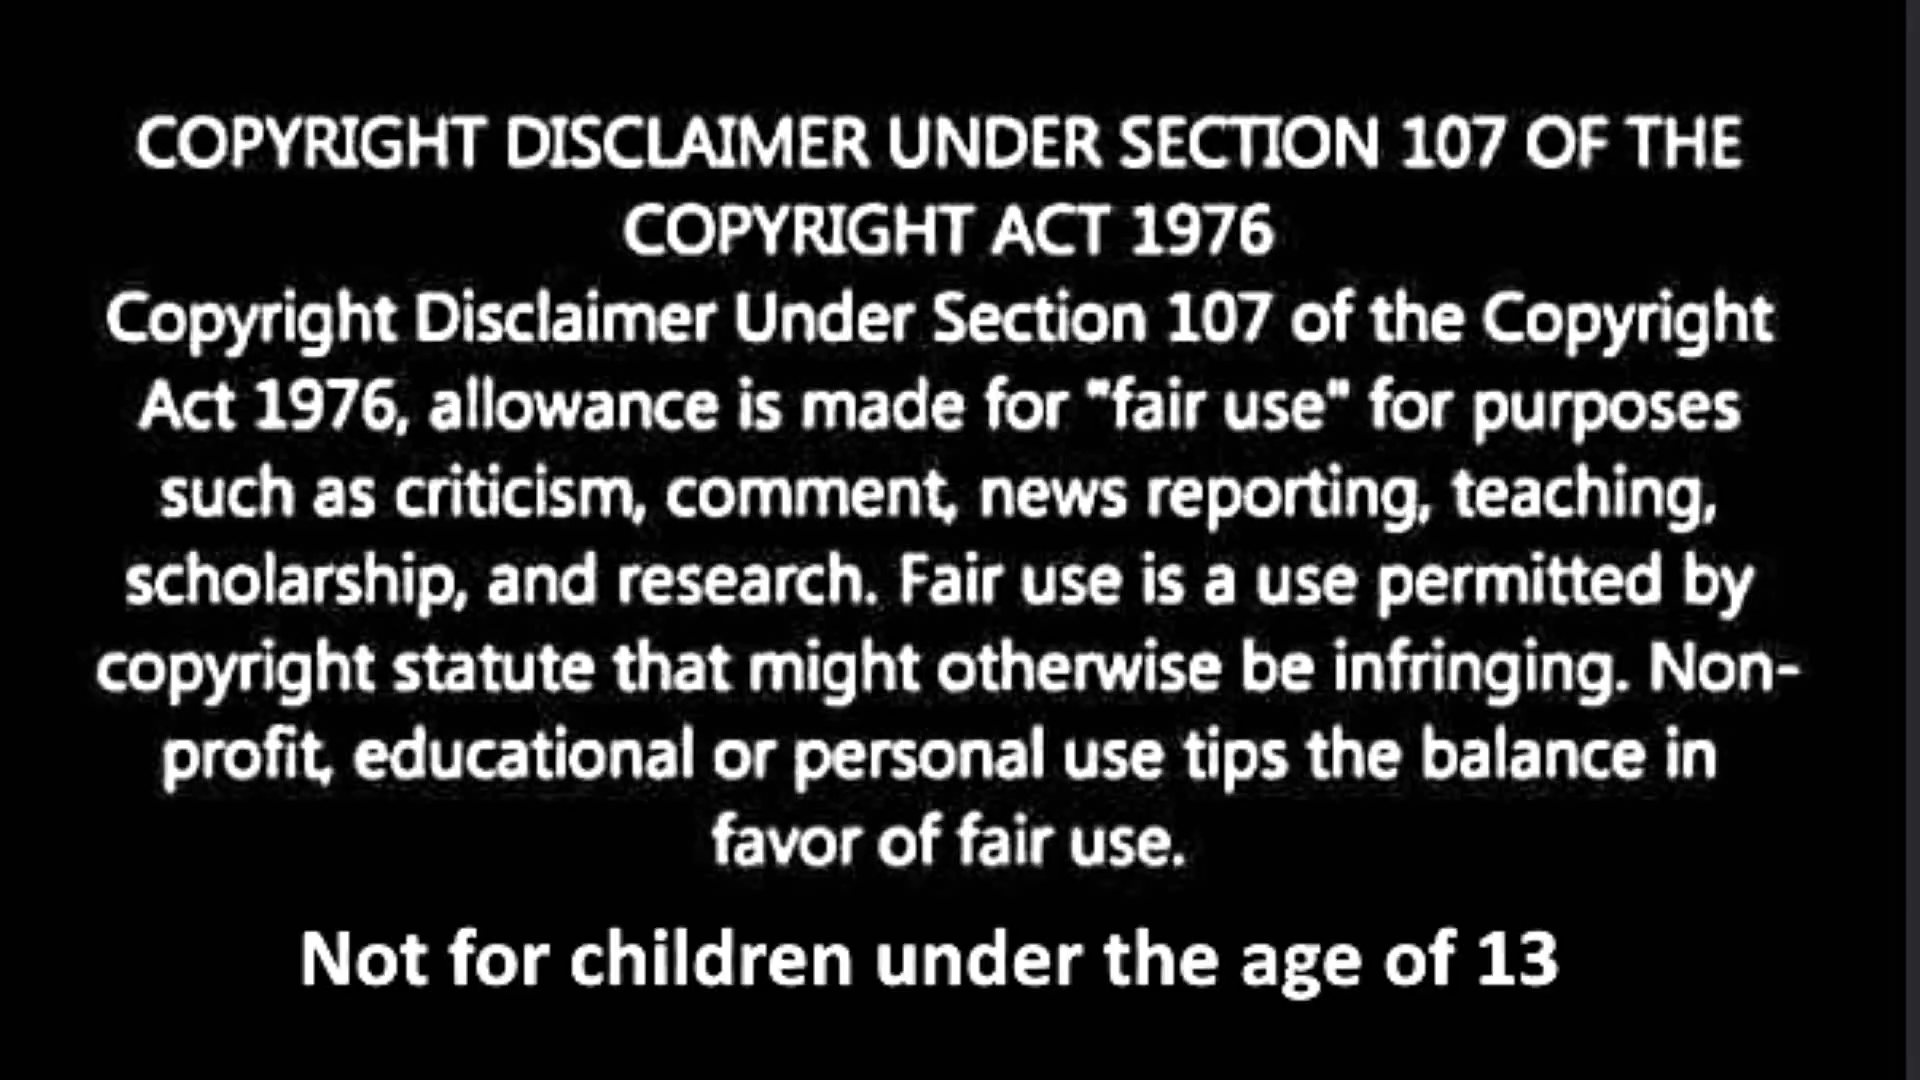 COPYRIGHT DISCLAIMER UNDER SECTION 107 OF THE
COPYRIGHT ACT 1976
Copyright Disclaimer Under Section 107 of the Copyright
Act 1976, allowance is made for "fair use" for purposes
such as criticism, comment, news reporting, teaching,
scholarship, and research. Fair use is a use permitted by
copyright statute that might otherwise be infringing. Non-
profit, educational or personal use tips the balance in
favor of fair use.
Not for children under the age of 13